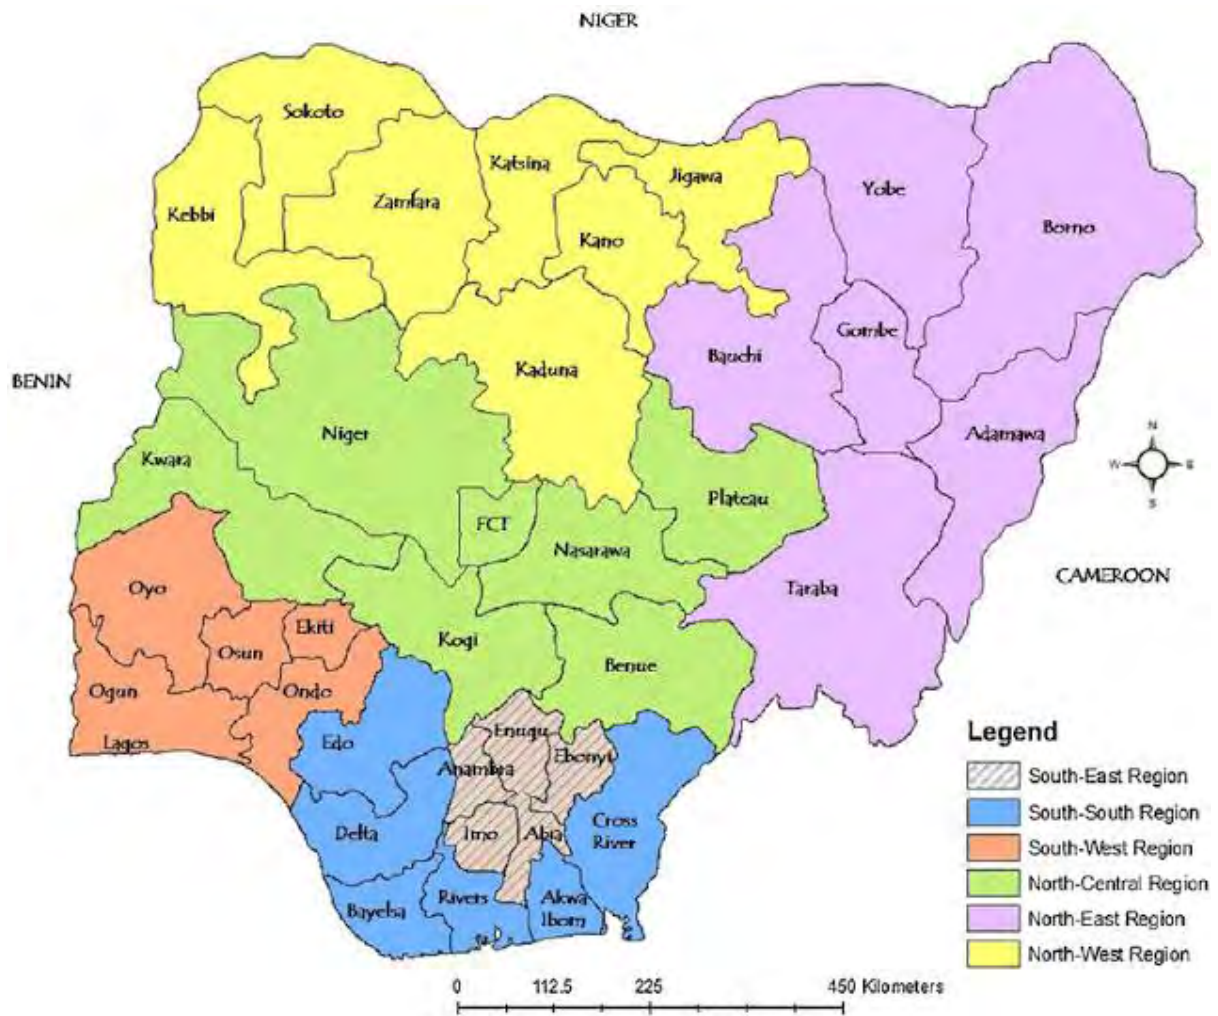 NIGER
Sokoto
Kebbi
Zamfara
Katsina
Jigawa
Kano
Yobe
Borno
Kaduna
Bauchi
Gombe
Adamawa
BENIN
Niger
Kwara
FCT
Nasarawa
Plateau
Taraba
CAMEROON
N
W
E
S
Oyo
Osun
Ekiti
Ogun
Ondo
Lagos
Kogi
Benue
Edo
Enugu
Ebonyi
Anambra
Imo
Abia
Delta
Cross
River
Bayelsa
Rivers
Akwa
Ibom
Legend
South-East Region
South-South Region
South-West Region
North-Central Region
North-East Region
North-West Region
0 112.5 225 450 Kilometers